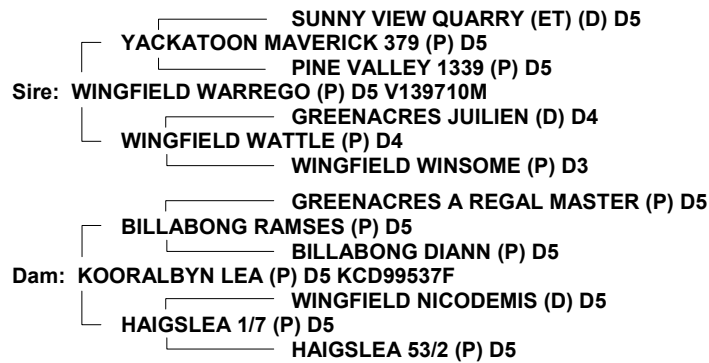 SUNNY VIEW QUARRY (ET) (D) D5
YACKATOON MAVERICK 379 (P) D5
PINE VALLEY 1339 (P) D5
Sire: WINGFIELD WARREGO (P) D5 V139710M
GREENACRES JUILIEN (D) D4
WINGFIELD WATTLE (P) D4
WINGFIELD WINSOME (P) D3
GREENACRES A REGAL MASTER (P) D5
BILLABONG RAMSES (P) D5
BILLABONG DIANN (P) D5
Dam: KOORALBYN LEA (P) D5 KCD99537F
WINGFIELD NICODEMIS (D) D5
HAIGSLEA 1/7 (P) D5
HAIGSLEA 53/2 (P) D5